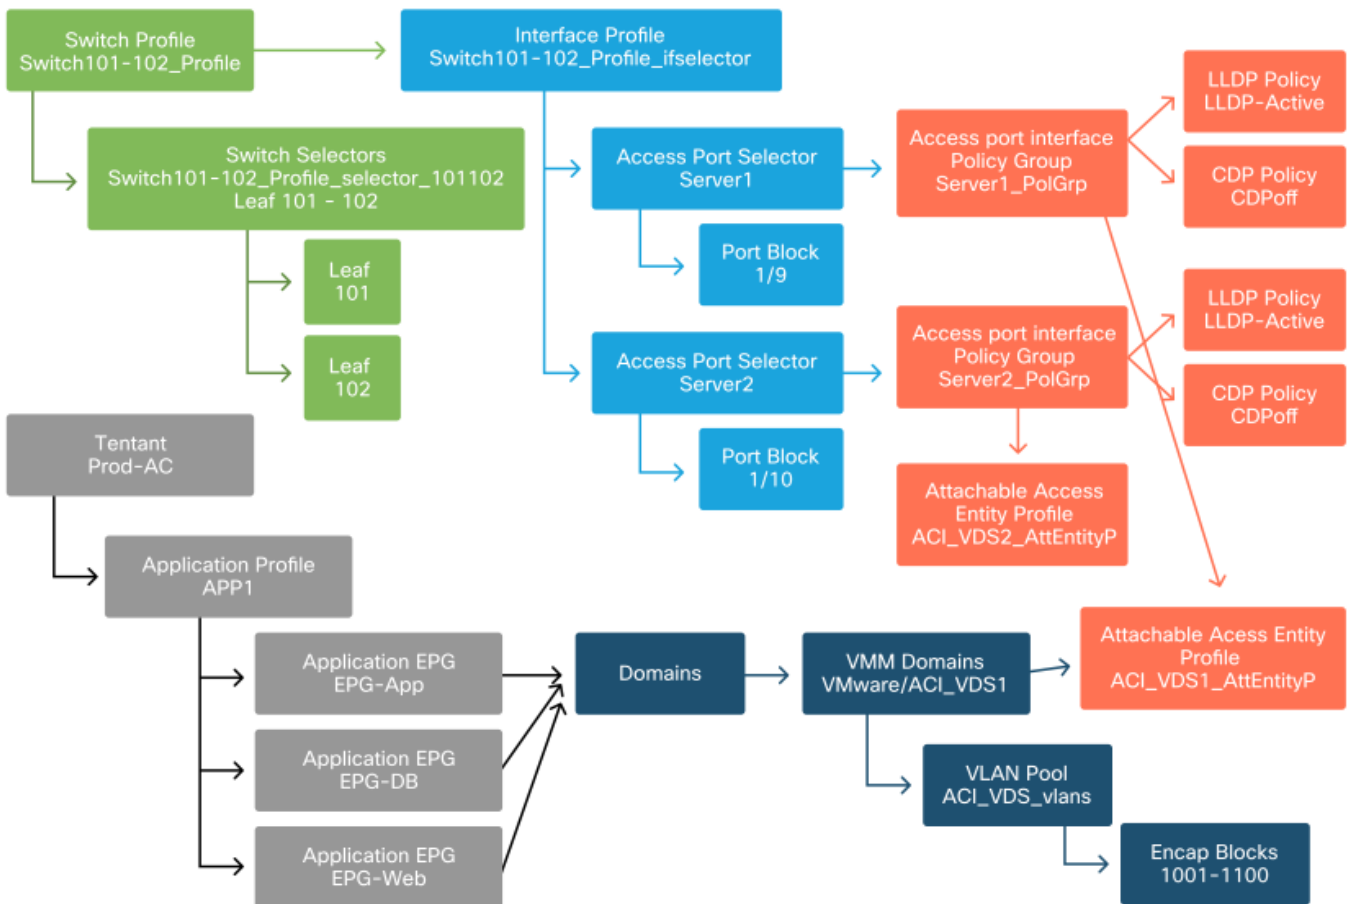 Switch Profile
Switch101-102_Profile
Interface Profile
Switch101-102_Profile_ifselector
LLDP Policy
LLDP-Active
Switch Selectors
Switch101-102_Profile_selector_101102
Leaf 101 - 102
Access Port Selector
Server1
Access port interface
Policy Group
Server1_PolGrp
CDP Policy
CDPoff
Leaf
101
Port Block
1/9
LLDP Policy
LLDP-Active
Leaf
102
Access Port Selector
Server2
Access port interface
Policy Group
Server2_PolGrp
CDP Policy
CDPoff
Tentant
Prod-AC
Port Block
1/10
Attachable Access
Entity Profile
ACI_VDS2_AttEntityP
Application Profile
APP1
Application EPG
EPG-App
Domains
VMM Domains
VMware/ACI_VDS1
Attachable Acess Entity
Profile
ACI_VDS1_AttEntityP
Application EPG
EPG-DB
VLAN Pool
ACI_VDS_vlans
Application EPG
EPG-Web
Encap Blocks
1001-1100